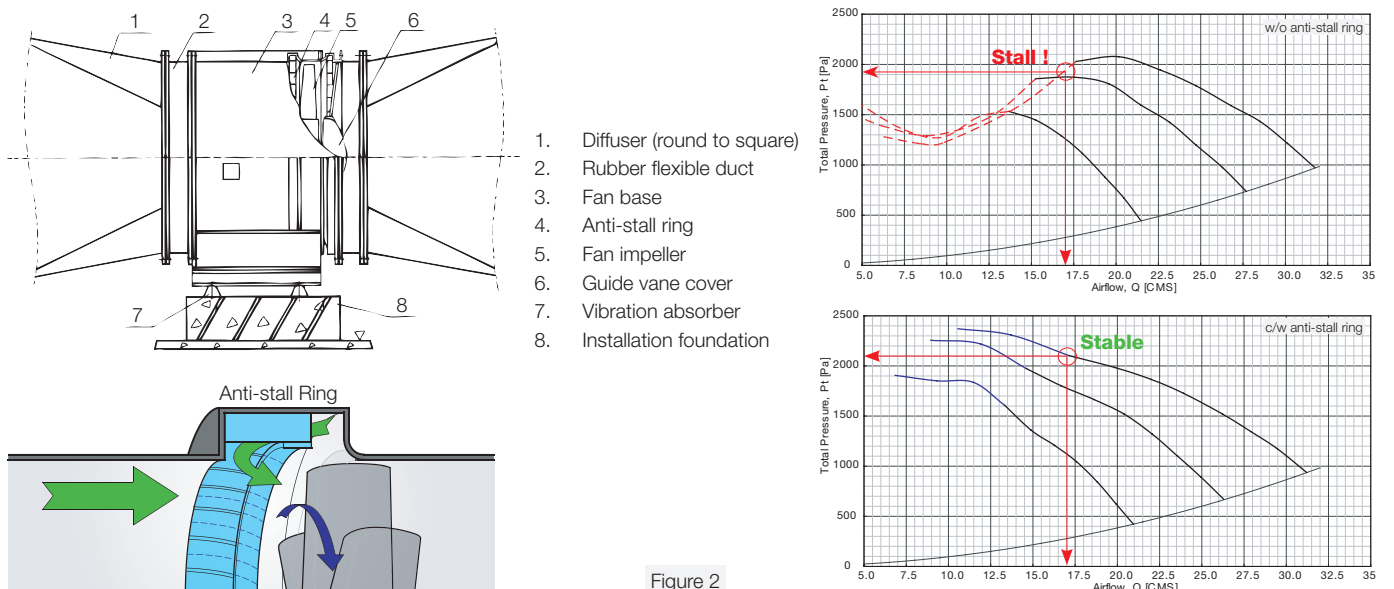 1 2 3 4 5 6
7 8
1. Diffuser (round to square)
2. Rubber flexible duct
3. Fan base
4. Anti-stall ring
5. Fan impeller
6. Guide vane cover
7. Vibration absorber
8. Installation foundation
Anti-stall Ring
Figure 2
w/o anti-stall ring
Stall !
Total Pressure, Pt [Pa]
2500
2000
1500
1000
500
0
5.0 7.5 10.0 12.5 15.0 17.5 20.0 22.5 25.0 27.5 30.0 32.5 35
Airflow, Q [CMS]
c/w anti-stall ring
Stable
Total Pressure, Pt [Pa]
2500
2000
1500
1000
500
0
5.0 7.5 10.0 12.5 15.0 17.5 20.0 22.5 25.0 27.5 30.0 32.5 35
Airflow, Q [CMS]